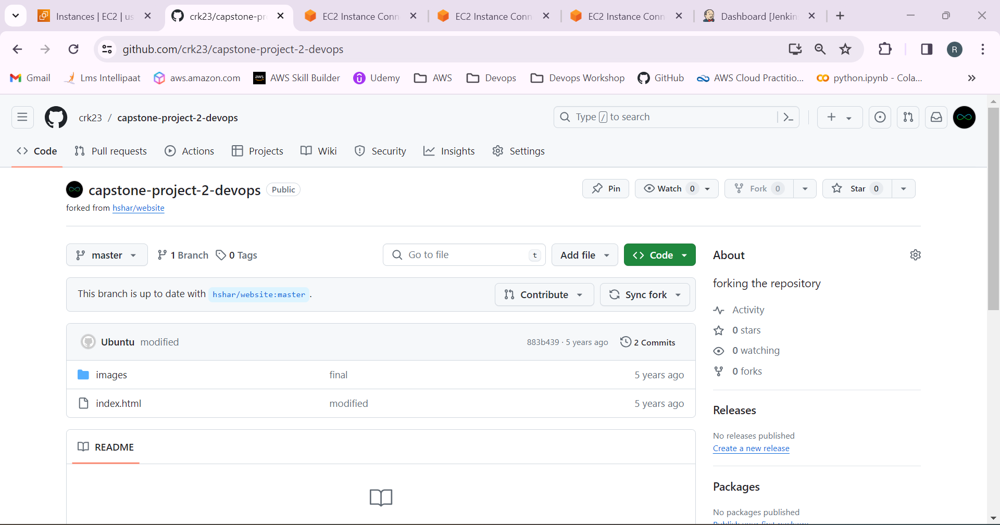 Instances | EC2 | us
crk23/capstone-pr
EC2 Instance Conn
EC2 Instance Conn
EC2 Instance Conn
Dashboard [Jenkin
github.com/crk23/capstone-project-2-devops
R
Gmail
Lms Intellipaat
aws.amazon.com
aws
AWS Skill Builder
Udemy
AWS
Devops
Devops Workshop
GitHub
AWS Cloud Practitio...
python.ipynb - Cola...
crk23 / capstone-project-2-devops
Type / to search
Code
Pull requests
Actions
Projects
Wiki
Security
Insights
Settings
capstone-project-2-devops Public
Pin
Watch 0
Fork 0
Star 0
forked from hshar/website
master
1 Branch
0 Tags
Go to file t
Add file
Code
About
This branch is up to date with hshar/website:master .
Contribute
Sync fork
forking the repository
Activity
0 stars
0 watching
0 forks
Ubuntu modified
883b439 · 5 years ago
2 Commits
images final 5 years ago
index.html modified 5 years ago
Releases
No releases published
Create a new release
README
Packages
No packages published